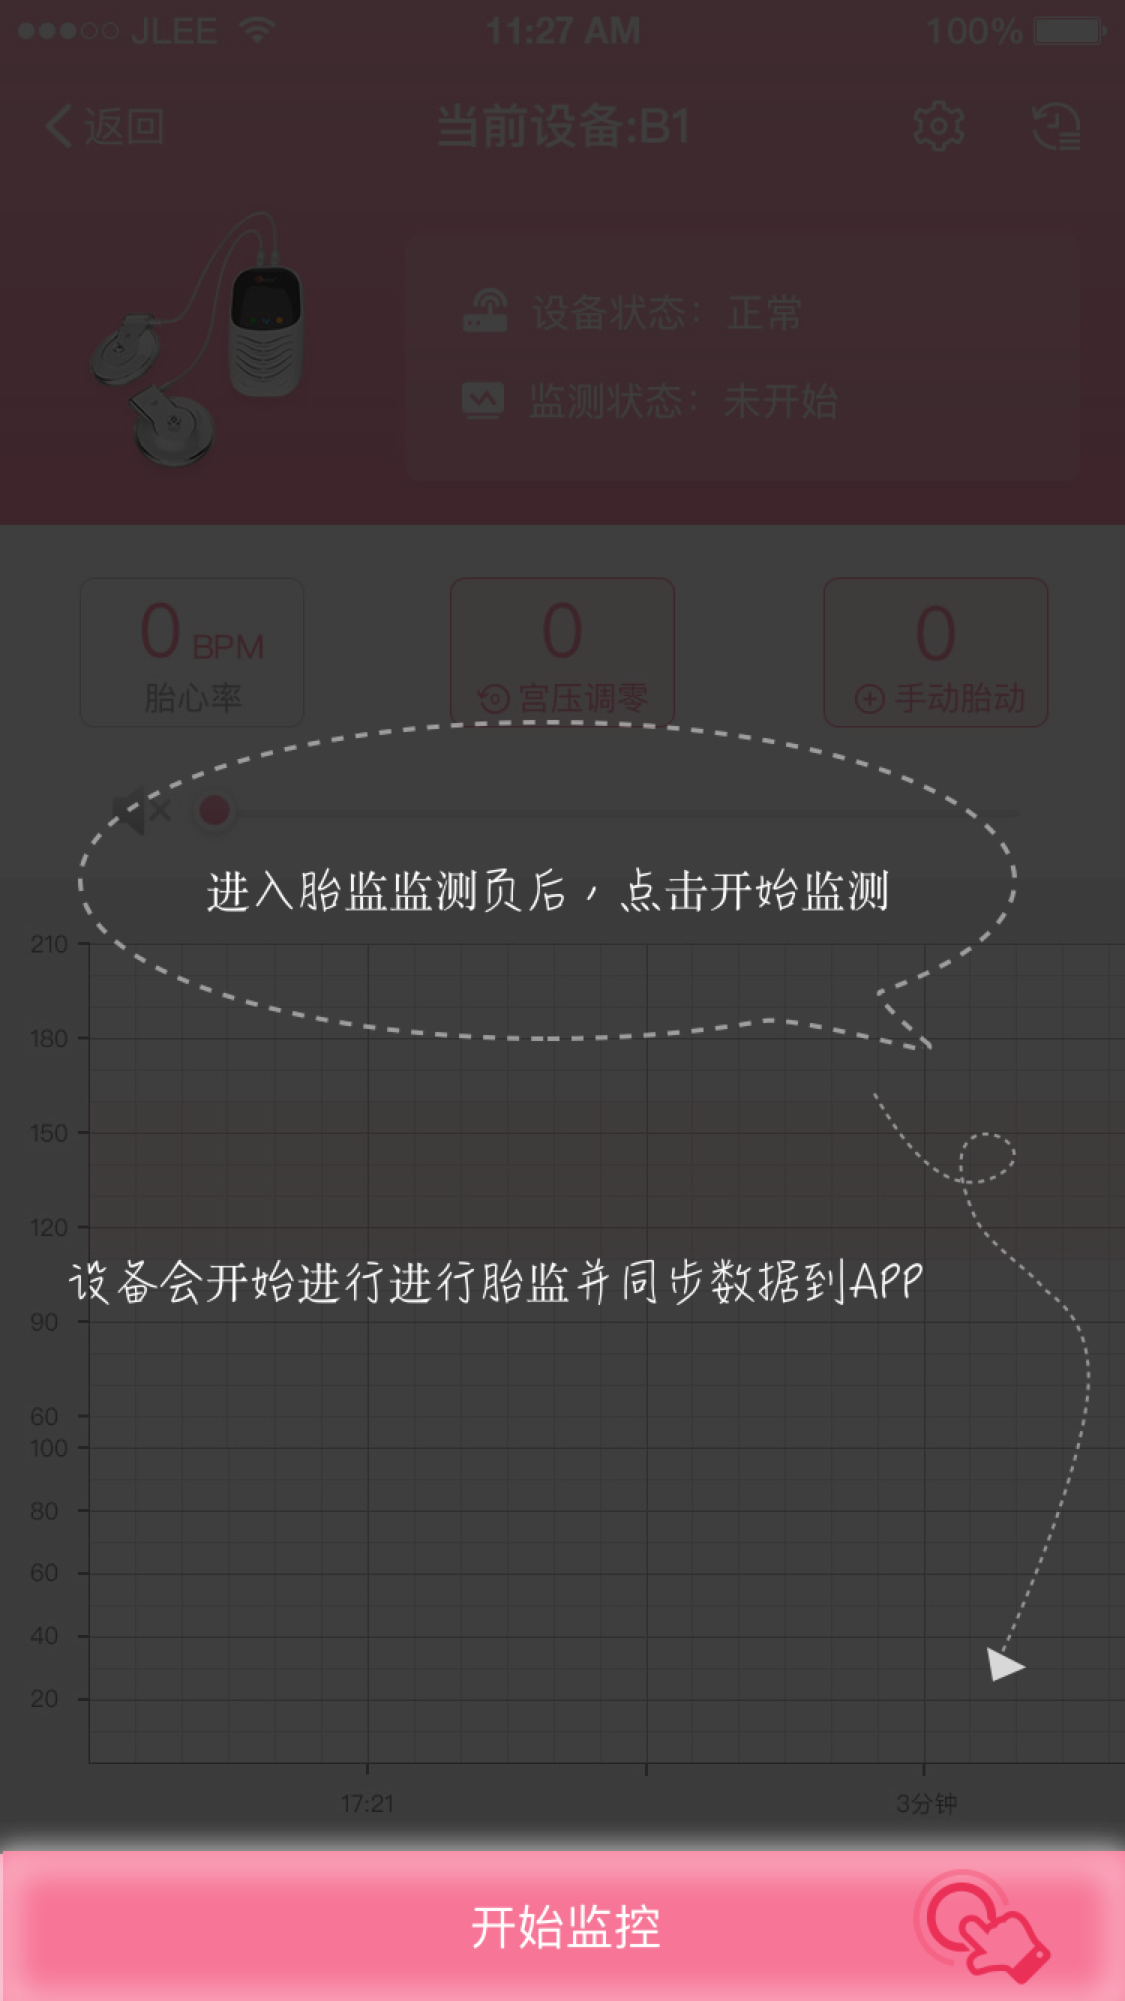 JLEE 11:27 AM 100%
返回 当前设备:B1
设备状态： 正常
监测状态： 未开始
0 BPM 0 0
胎心率 宫压调零 手动胎动
进入胎监监测页后，点击开始监测
210
180
150
120
设备会开始进行进行胎监并同步数据到APP
90
60
100
80
60
40
20
17:21 3分钟
开始监控